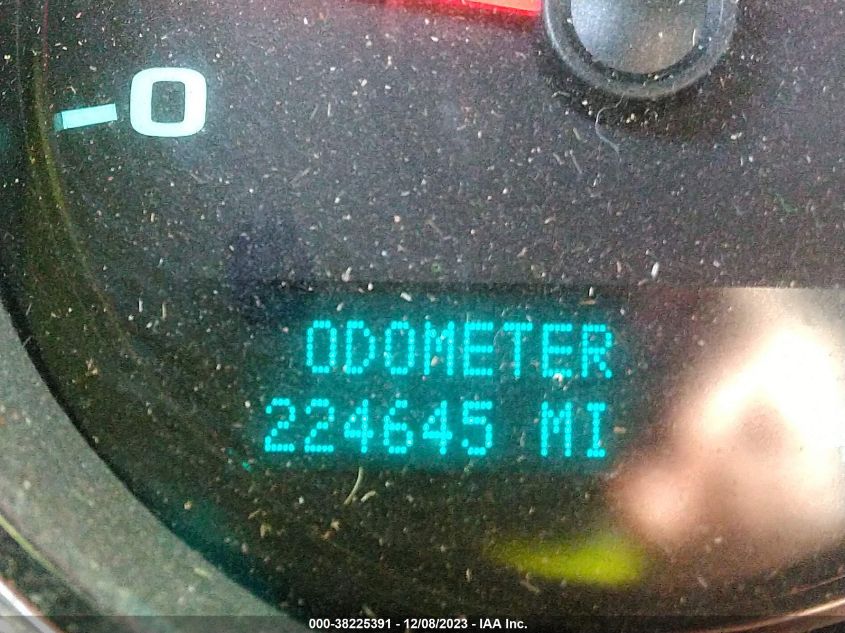 0
ODOMETER
224645 MI
000-38225391 - 12/08/2023 - IAA Inc.